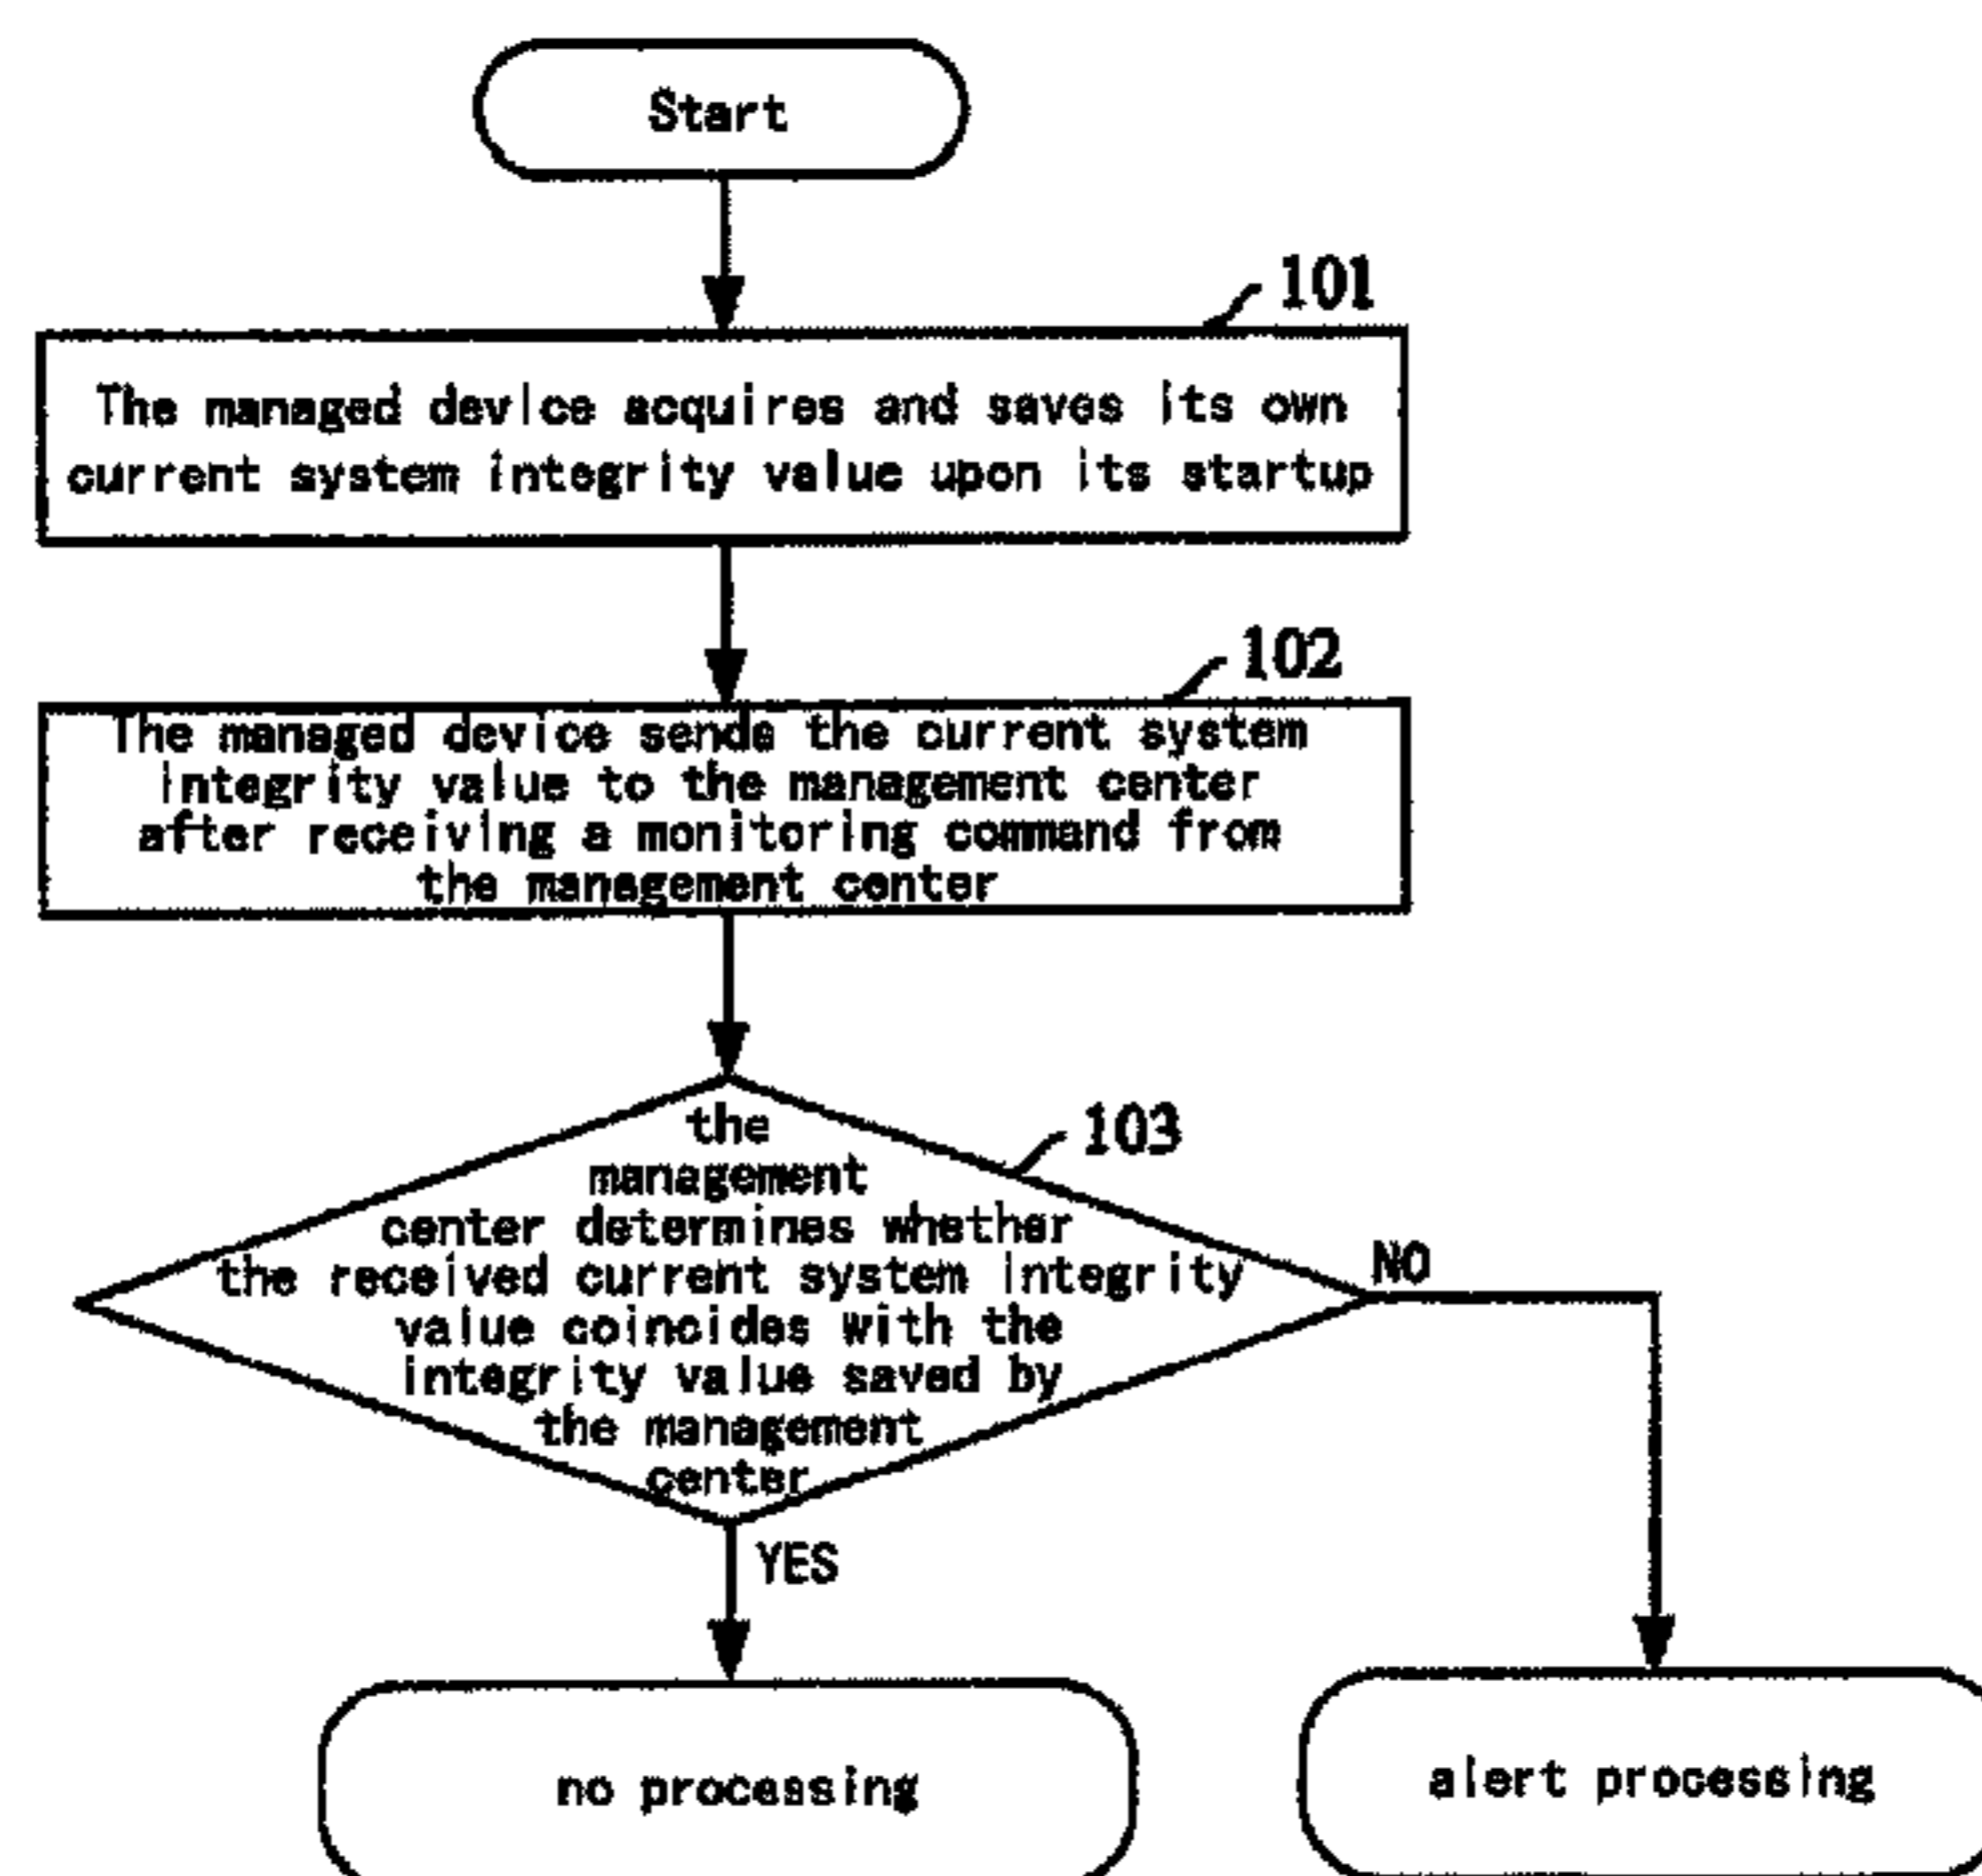 Start
101
The managed device acquires and saves its own
current system integrity value upon its startup
102
The managed device sends the current system
integrity value to the management center
after receiving a monitoring command from
the management center
103
the
management
center determines whether
the received current system integrity
value coincides with the
integrity value saved by
the management
center
NO
YES
no processing
alert processing